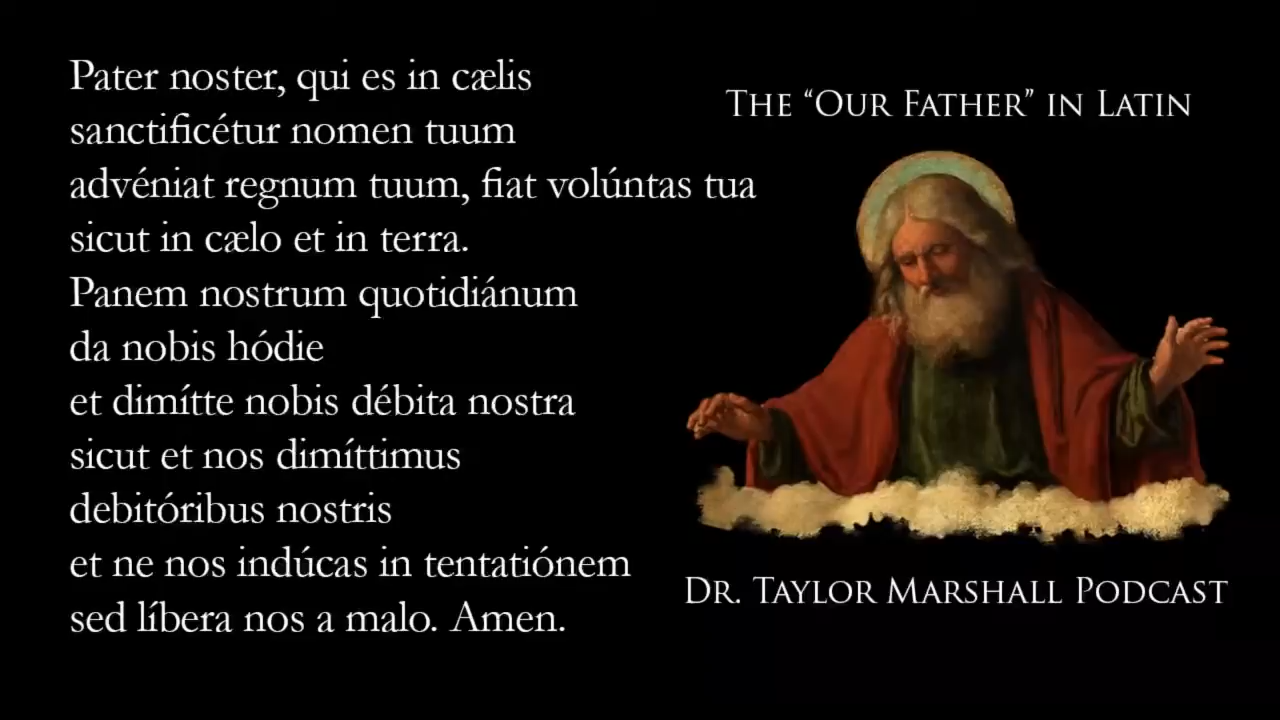 Pater noster, qui es in cælis
sanctificétur nomen tuum
advéniat regnum tuum, fiat volúntas tua
sicut in cælo et in terra.
Panem nostrum quotidiánum
da nobis hódie
et dimítte nobis débita nostra
sicut et nos dimíttimus
debitóribus nostris
et ne nos indúcas in tentatiónem
sed líbera nos a malo. Amen.
The “Our Father” in Latin
Dr. Taylor Marshall Podcast